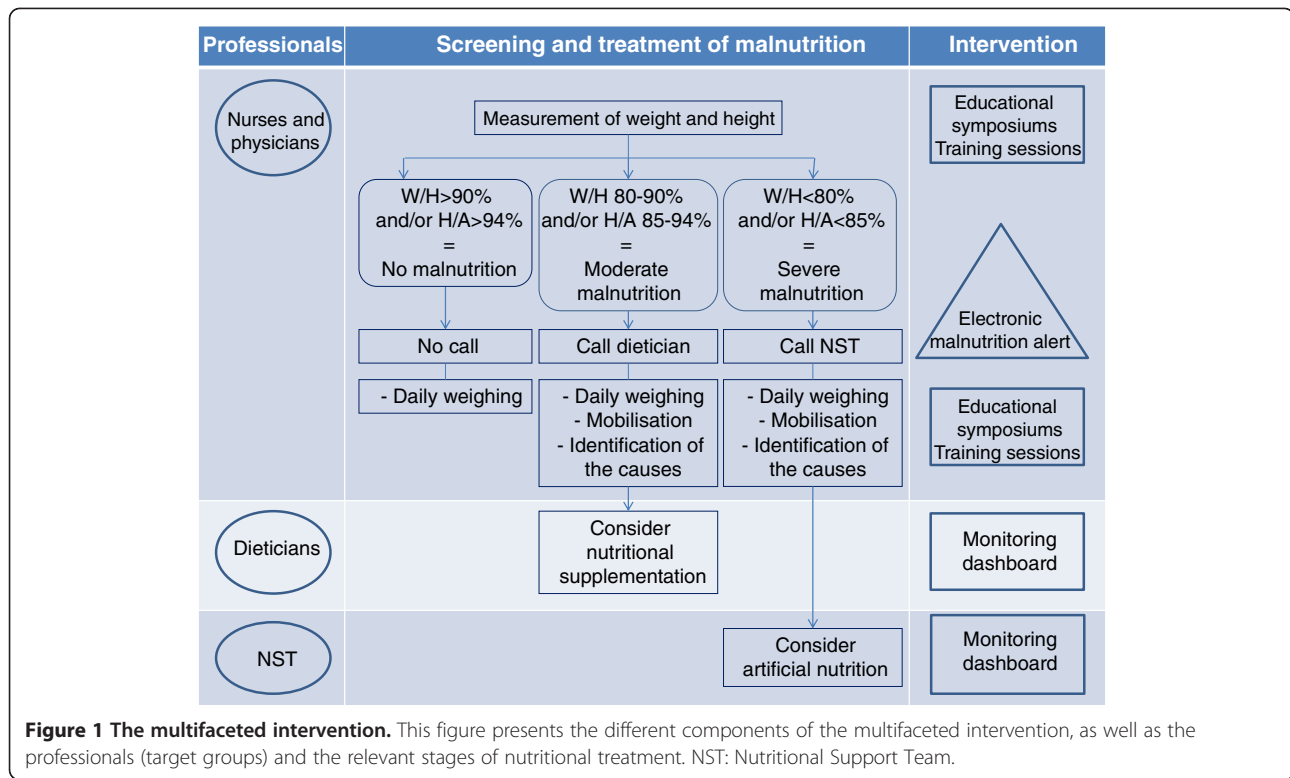 Professionals
Screening and treatment of malnutrition
Intervention
Nurses and
physicians
Measurement of weight and height
Educational
symposiums
Training sessions
W/H>90%
and/or H/A>94%
=
No malnutrition
W/H 80-90%
and/or H/A 85-94%
=
Moderate
malnutrition
W/H<80%
and/or H/A<85%
=
Severe
malnutrition
Electronic
malnutrition alert
No call
Call dietician
Call NST
- Daily weighing
- Daily weighing
- Mobilisation
- Identification of
the causes
- Daily weighing
- Mobilisation
- Identification of
the causes
Educational
symposiums
Training sessions
Dieticians
Consider
nutritional
supplementation
Monitoring
dashboard
NST
Consider
artificial nutrition
Monitoring
dashboard
Figure 1 The multifaceted intervention. This figure presents the different components of the multifaceted intervention, as well as the
professionals (target groups) and the relevant stages of nutritional treatment. NST: Nutritional Support Team.